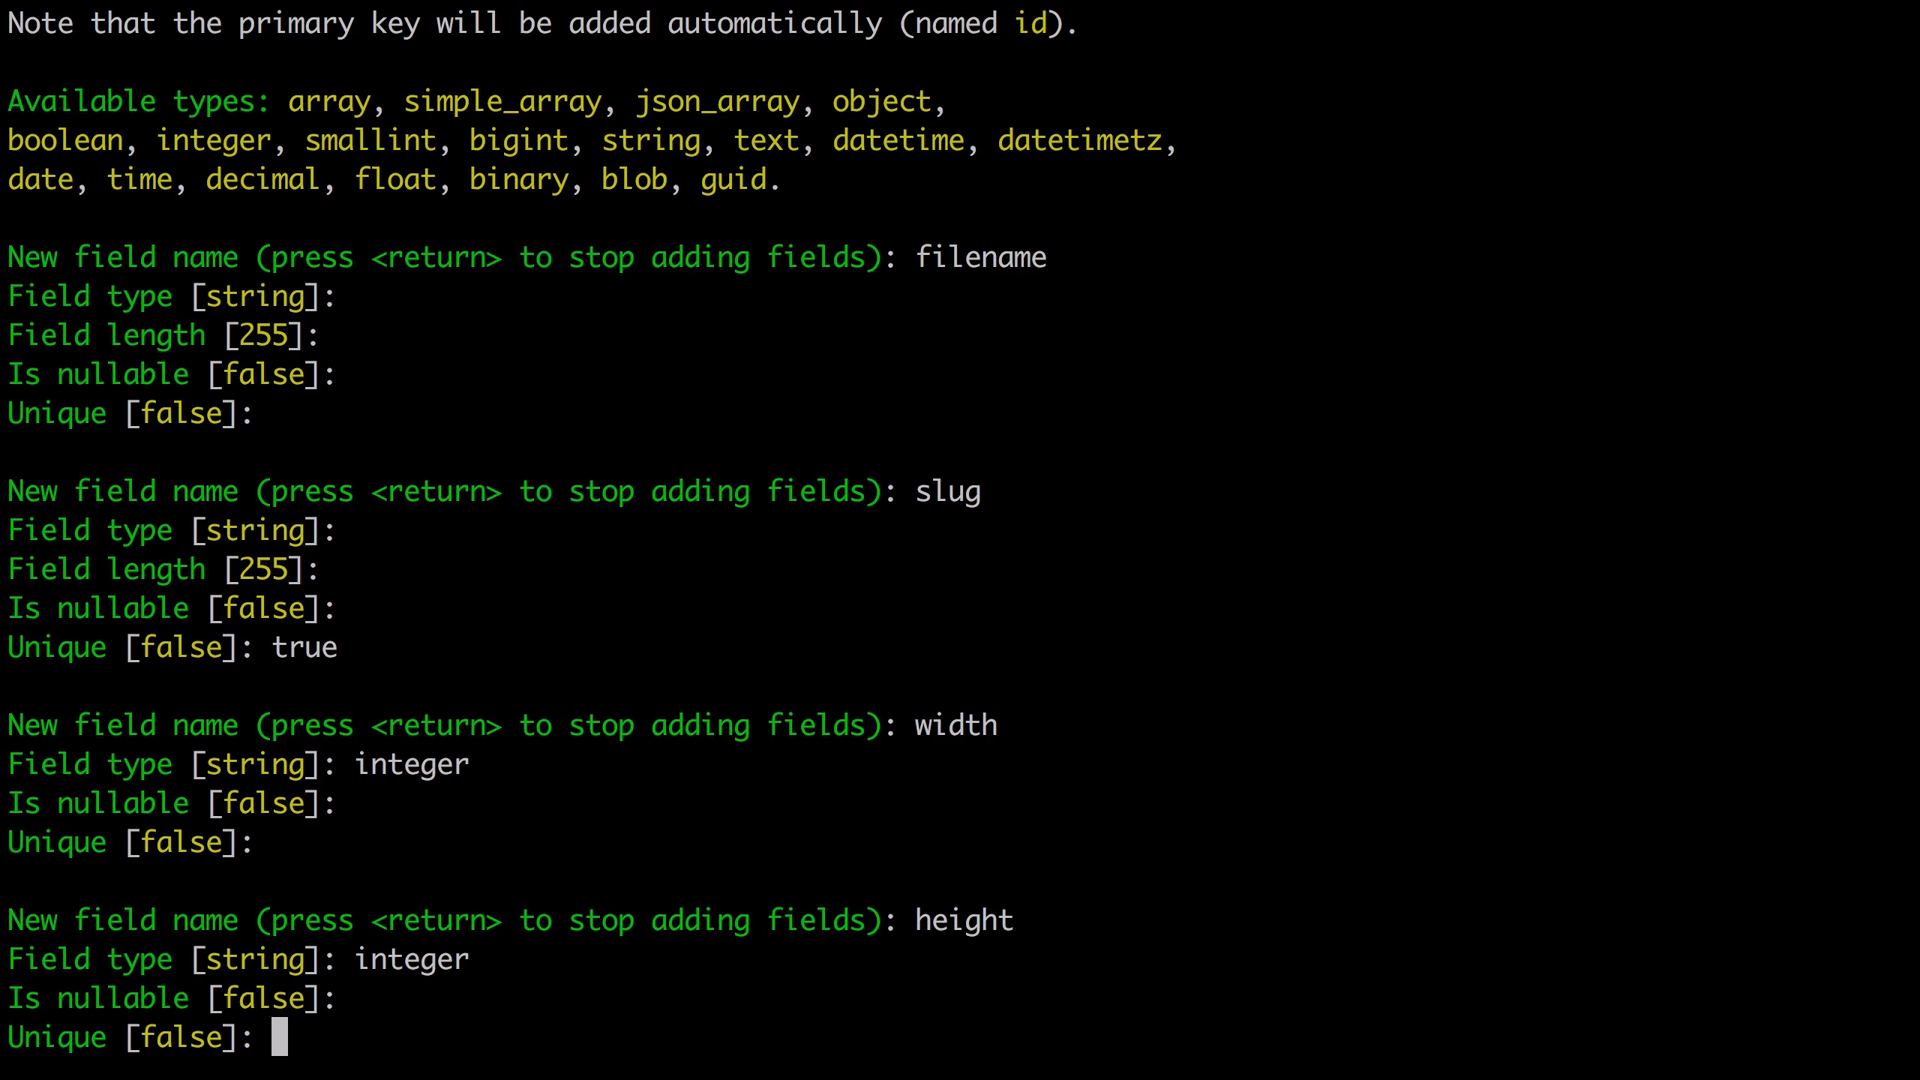 Note that the primary key will be added automatically (named id).
Available types: array, simple_array, json_array, object,
boolean, integer, smallint, bigint, string, text, datetime, datetimetz,
date, time, decimal, float, binary, blob, guid.
New field name (press <return> to stop adding fields): filename
Field type [string]:
Field length [255]:
Is nullable [false]:
Unique [false]:
New field name (press <return> to stop adding fields): slug
Field type [string]:
Field length [255]:
Is nullable [false]:
Unique [false]: true
New field name (press <return> to stop adding fields): width
Field type [string]: integer
Is nullable [false]:
Unique [false]:
New field name (press <return> to stop adding fields): height
Field type [string]: integer
Is nullable [false]:
Unique [false]: